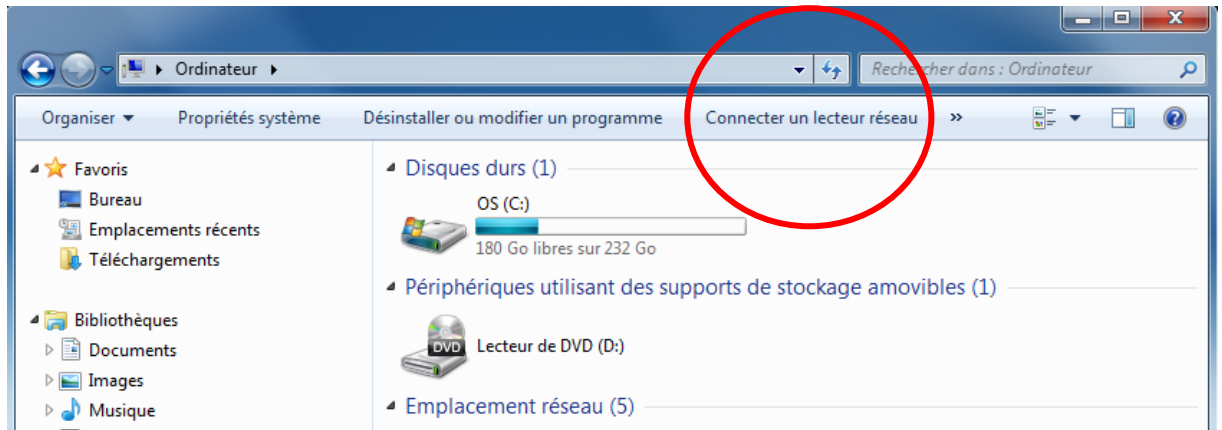 Ordinateur
Rechercher dans : Ordinateur
Organiser Propriétés système Désinstaller ou modifier un programme Connecter un lecteur réseau »
Favoris
Bureau
Emplacements récents
Téléchargements
Bibliothèques
Documents
Images
Musique
Disques durs (1)
OS (C:)
180 Go libres sur 232 Go
Périphériques utilisant des supports de stockage amovibles (1)
DVD
Lecteur de DVD (D:)
Emplacement réseau (5)